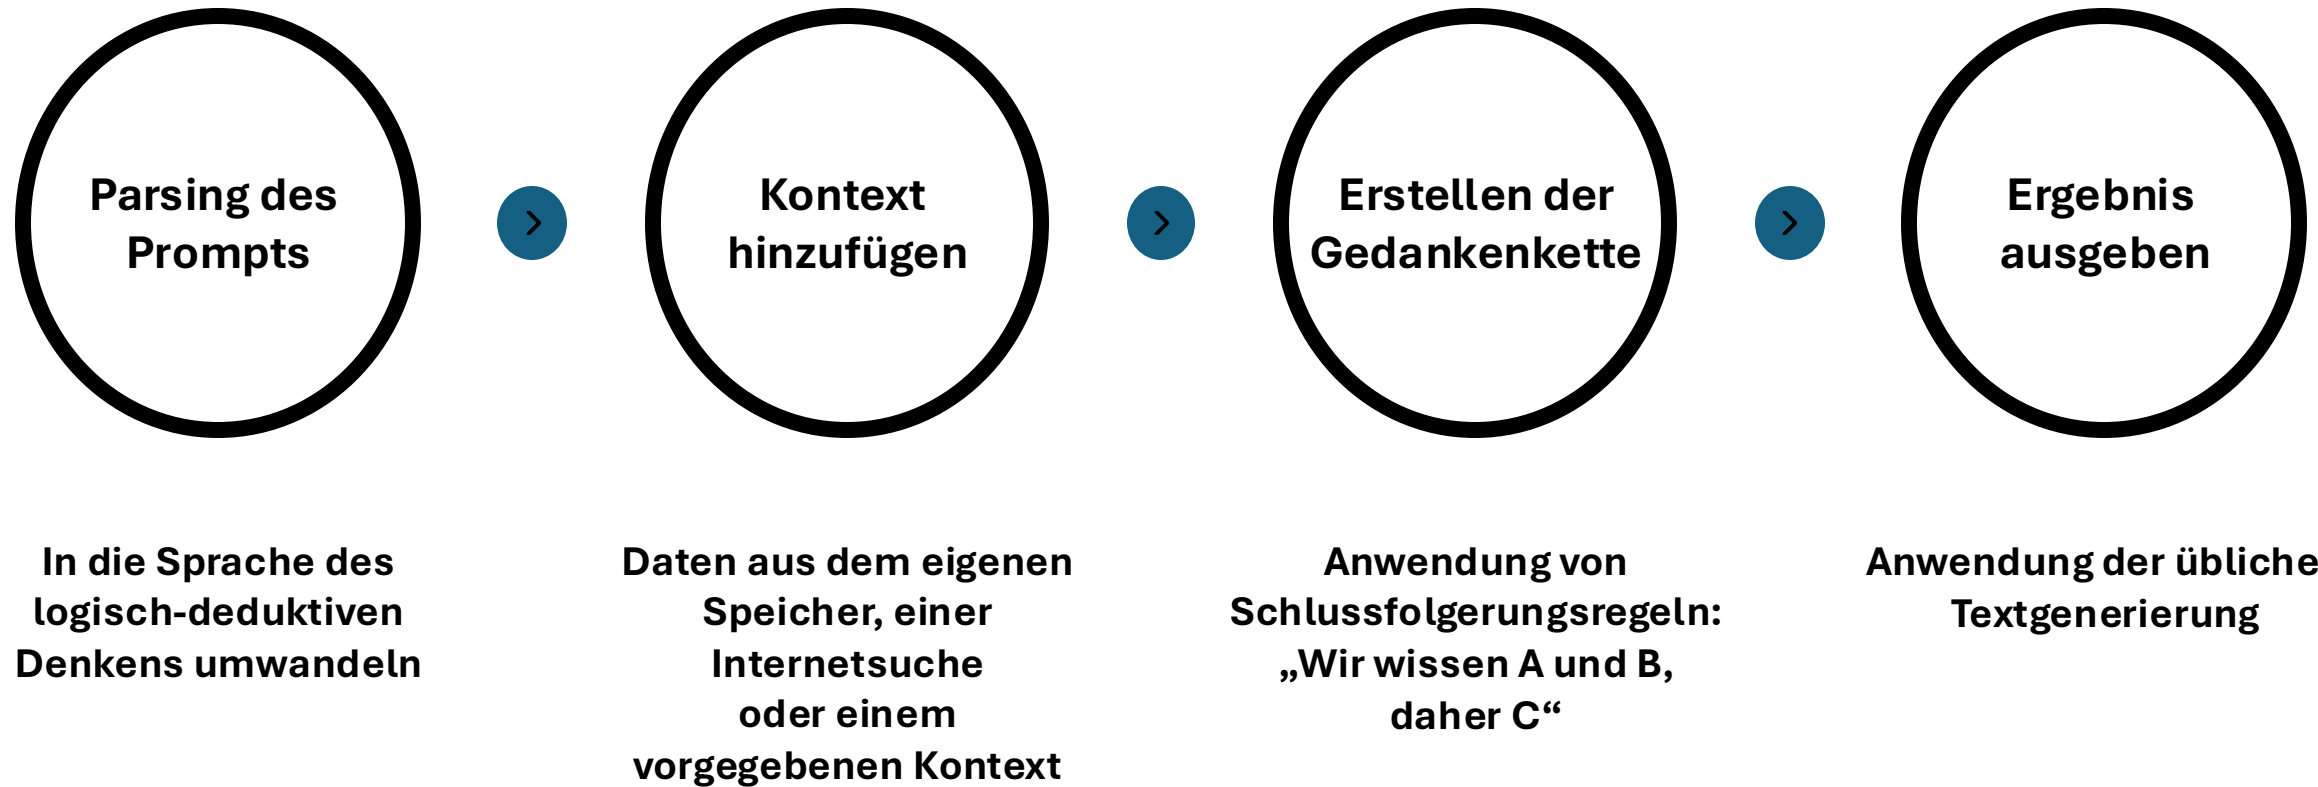 Parsing des
Prompts
Kontext
hinzufügen
Erstellen der
Gedankenkette
Ergebnis
ausgeben
In die Sprache des
logisch-deduktiven
Denkens umwandeln
Daten aus dem eigenen
Speicher, einer
Internetsuche
oder einem
vorgegebenen Kontext
Anwendung von
Schlussfolgerungsregeln:
„Wir wissen A und B,
daher C“
Anwendung der übliche
Textgenerierung